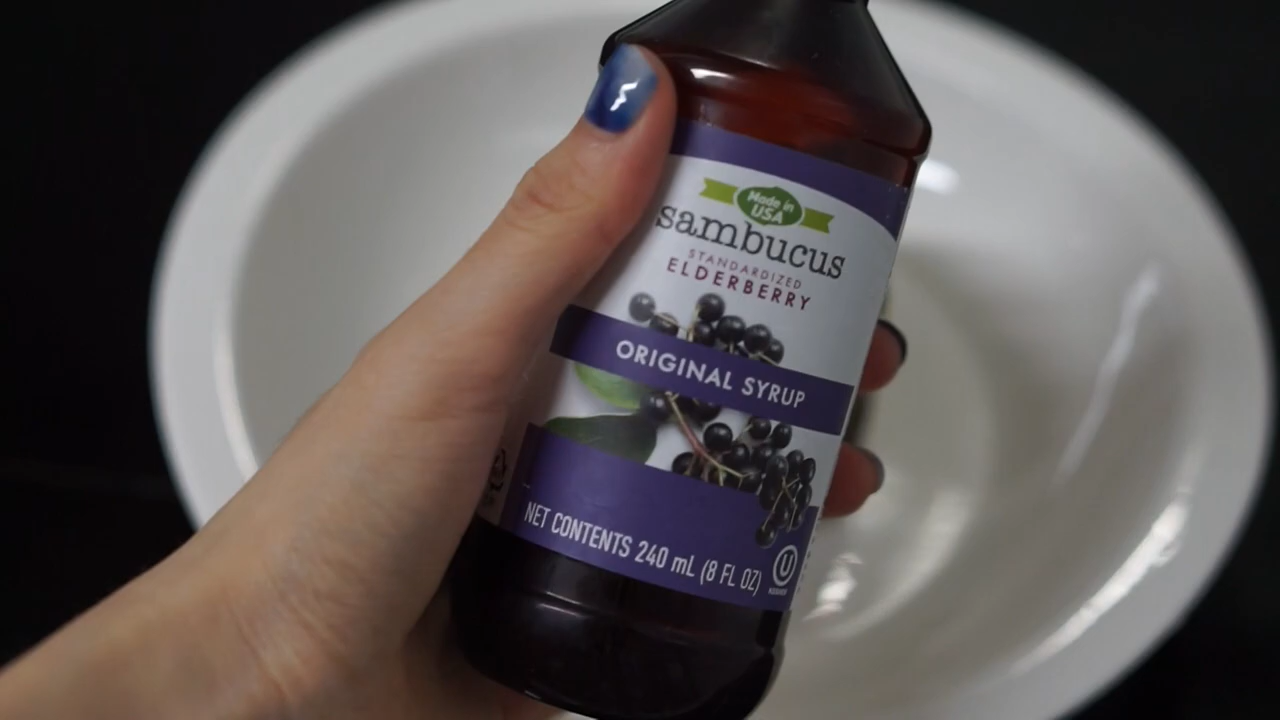 Made in
USA
sambucus
STANDARDIZED
ELDERBERRY
ORIGINAL SYRUP
NET CONTENTS 240 mL (8 FL OZ)
U